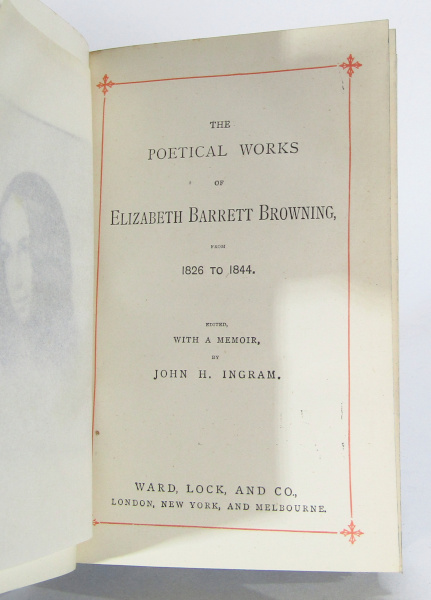 THE
POETICAL WORKS
OF
ELIZABETH BARRETT BROWNING,
FROM
1826 TO 1844.
EDITED,
WITH A MEMOIR,
BY
JOHN H. INGRAM.
WARD, LOCK, AND CO.,
LONDON, NEW YORK, AND MELBOURNE.